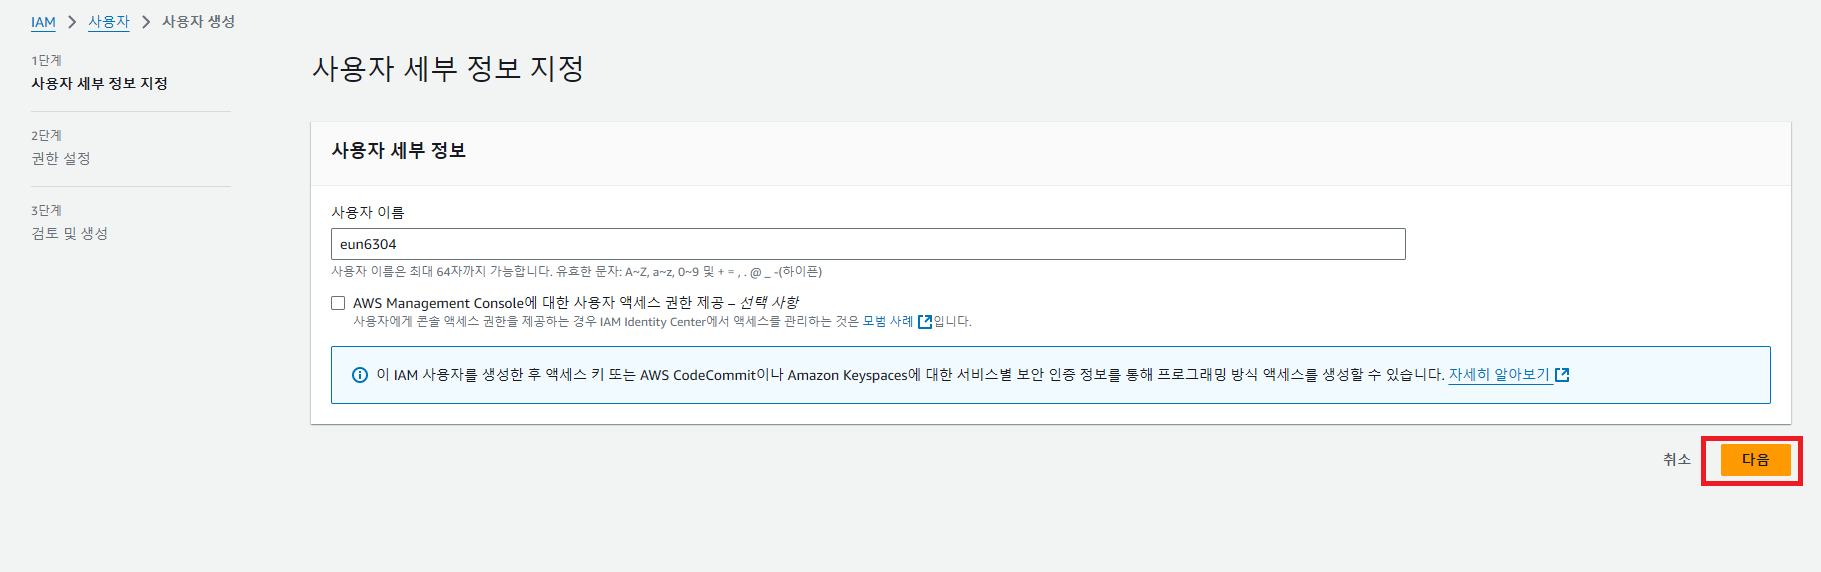 IAM > 사용자 > 사용자 생성
1단계
사용자 세부 정보 지정
2단계
권한 설정
3단계
검토 및 생성
사용자 세부 정보 지정
사용자 세부 정보
사용자 이름
eun6304
사용자 이름은 최대 64자까지 가능합니다. 유효한 문자: A~Z, a~z, 0~9 및 + = , . @ _ -(하이픈)
AWS Management Console에 대한 사용자 액세스 권한 제공 – 선택 사항
사용자에게 콘솔 액세스 권한을 제공하는 경우 IAM Identity Center에서 액세스를 관리하는 것은 모범 사례 입니다.
이 IAM 사용자를 생성한 후 액세스 키 또는 AWS CodeCommit이나 Amazon Keyspaces에 대한 서비스별 보안 인증 정보를 통해 프로그래밍 방식 액세스를 생성할 수 있습니다. 자세히 알아보기
취소 다음